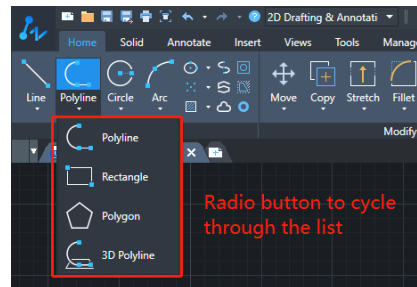 2D Drafting & Annotati
Home Solid Annotate Insert Views Tools Manag
Line Polyline Circle Arc Move Copy Stretch Fillet
Modify
Polyline
Rectangle
Polygon
3D Polyline
Radio button to cycle
through the list